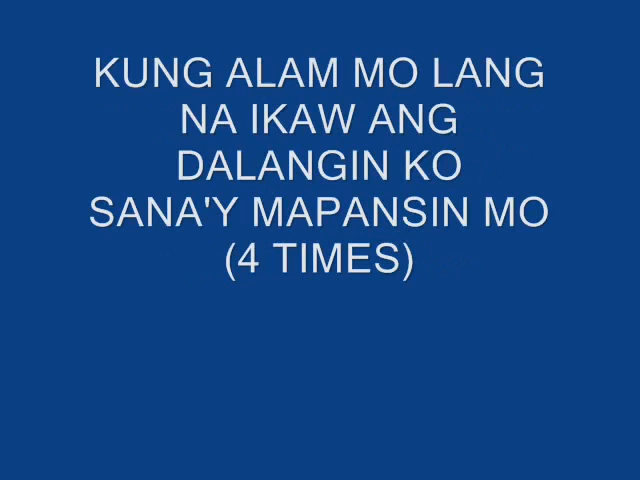 KUNG ALAM MO LANG
NA IKAW ANG
DALANGIN KO
SANA'Y MAPANSIN MO
(4 TIMES)